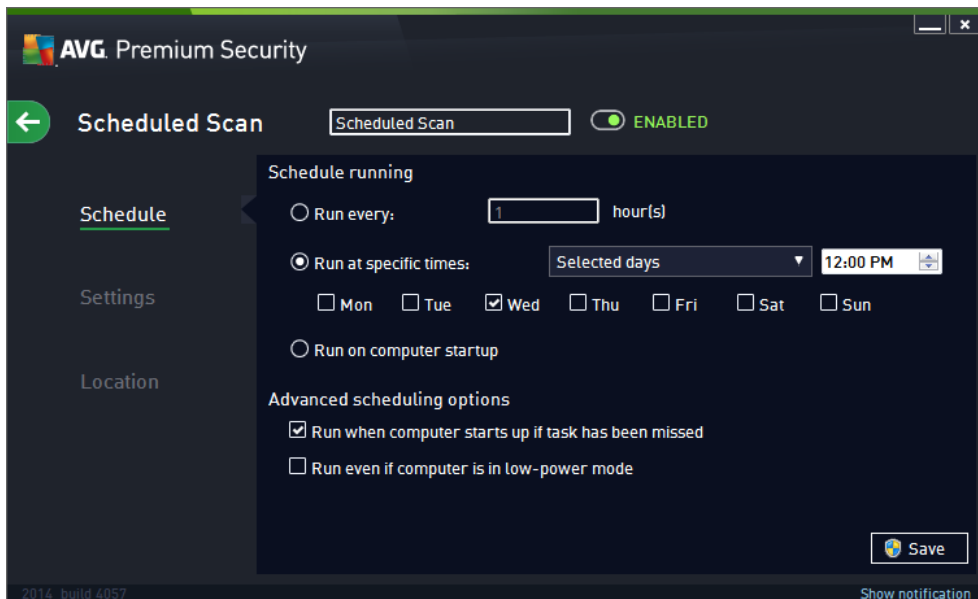 AVG. Premium Security
Scheduled Scan Scheduled Scan ENABLED
Schedule
Settings
Location
Schedule running
Run every: 1 hour(s)
Run at specific times: Selected days 12:00 PM
Mon Tue Wed Thu Fri Sat Sun
Run on computer startup
Advanced scheduling options
Run when computer starts up if task has been missed
Run even if computer is in low-power mode
Save
2014 build 4057 Show notification